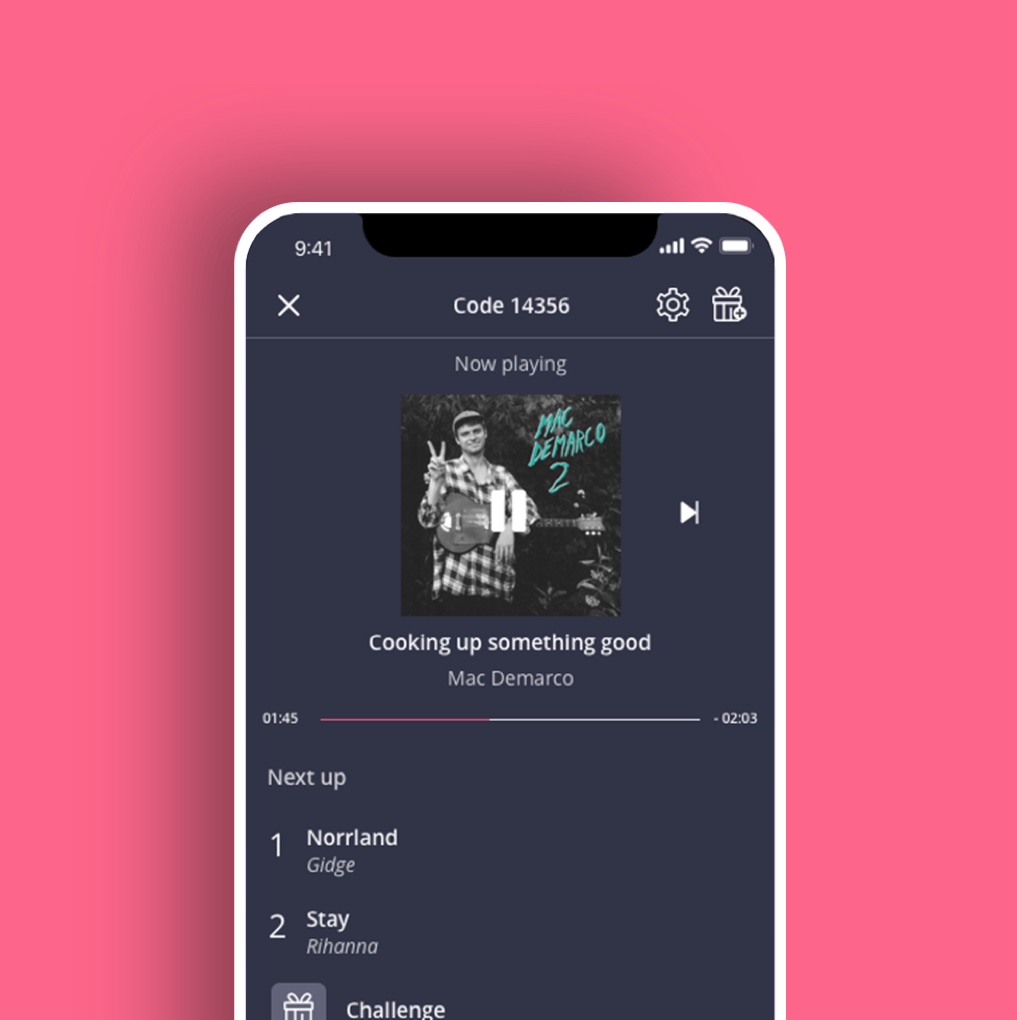 9:41
Code 14356
Now playing
MAC
DEMARCO
2
Cooking up something good
Mac Demarco
01:45
- 02:03
Next up
1
Norrland
Gidge
2
Stay
Rihanna
Challenge